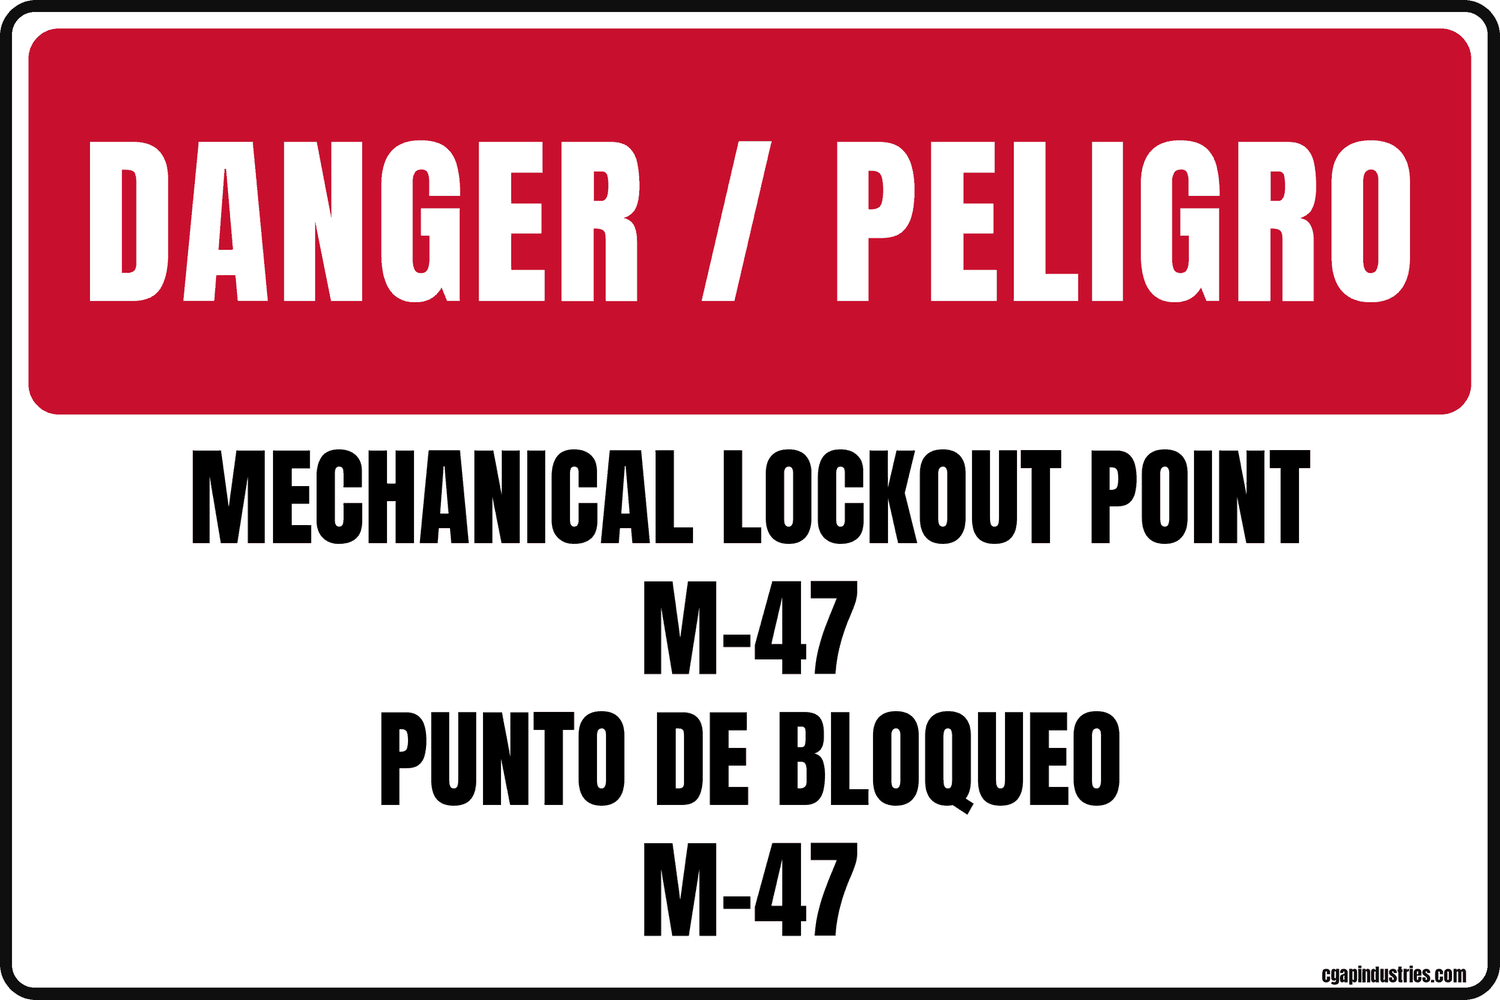 DANGER / PELIGRO
MECHANICAL LOCKOUT POINT
M-47
PUNTO DE BLOQUEO
M-47
cgapindustries.com